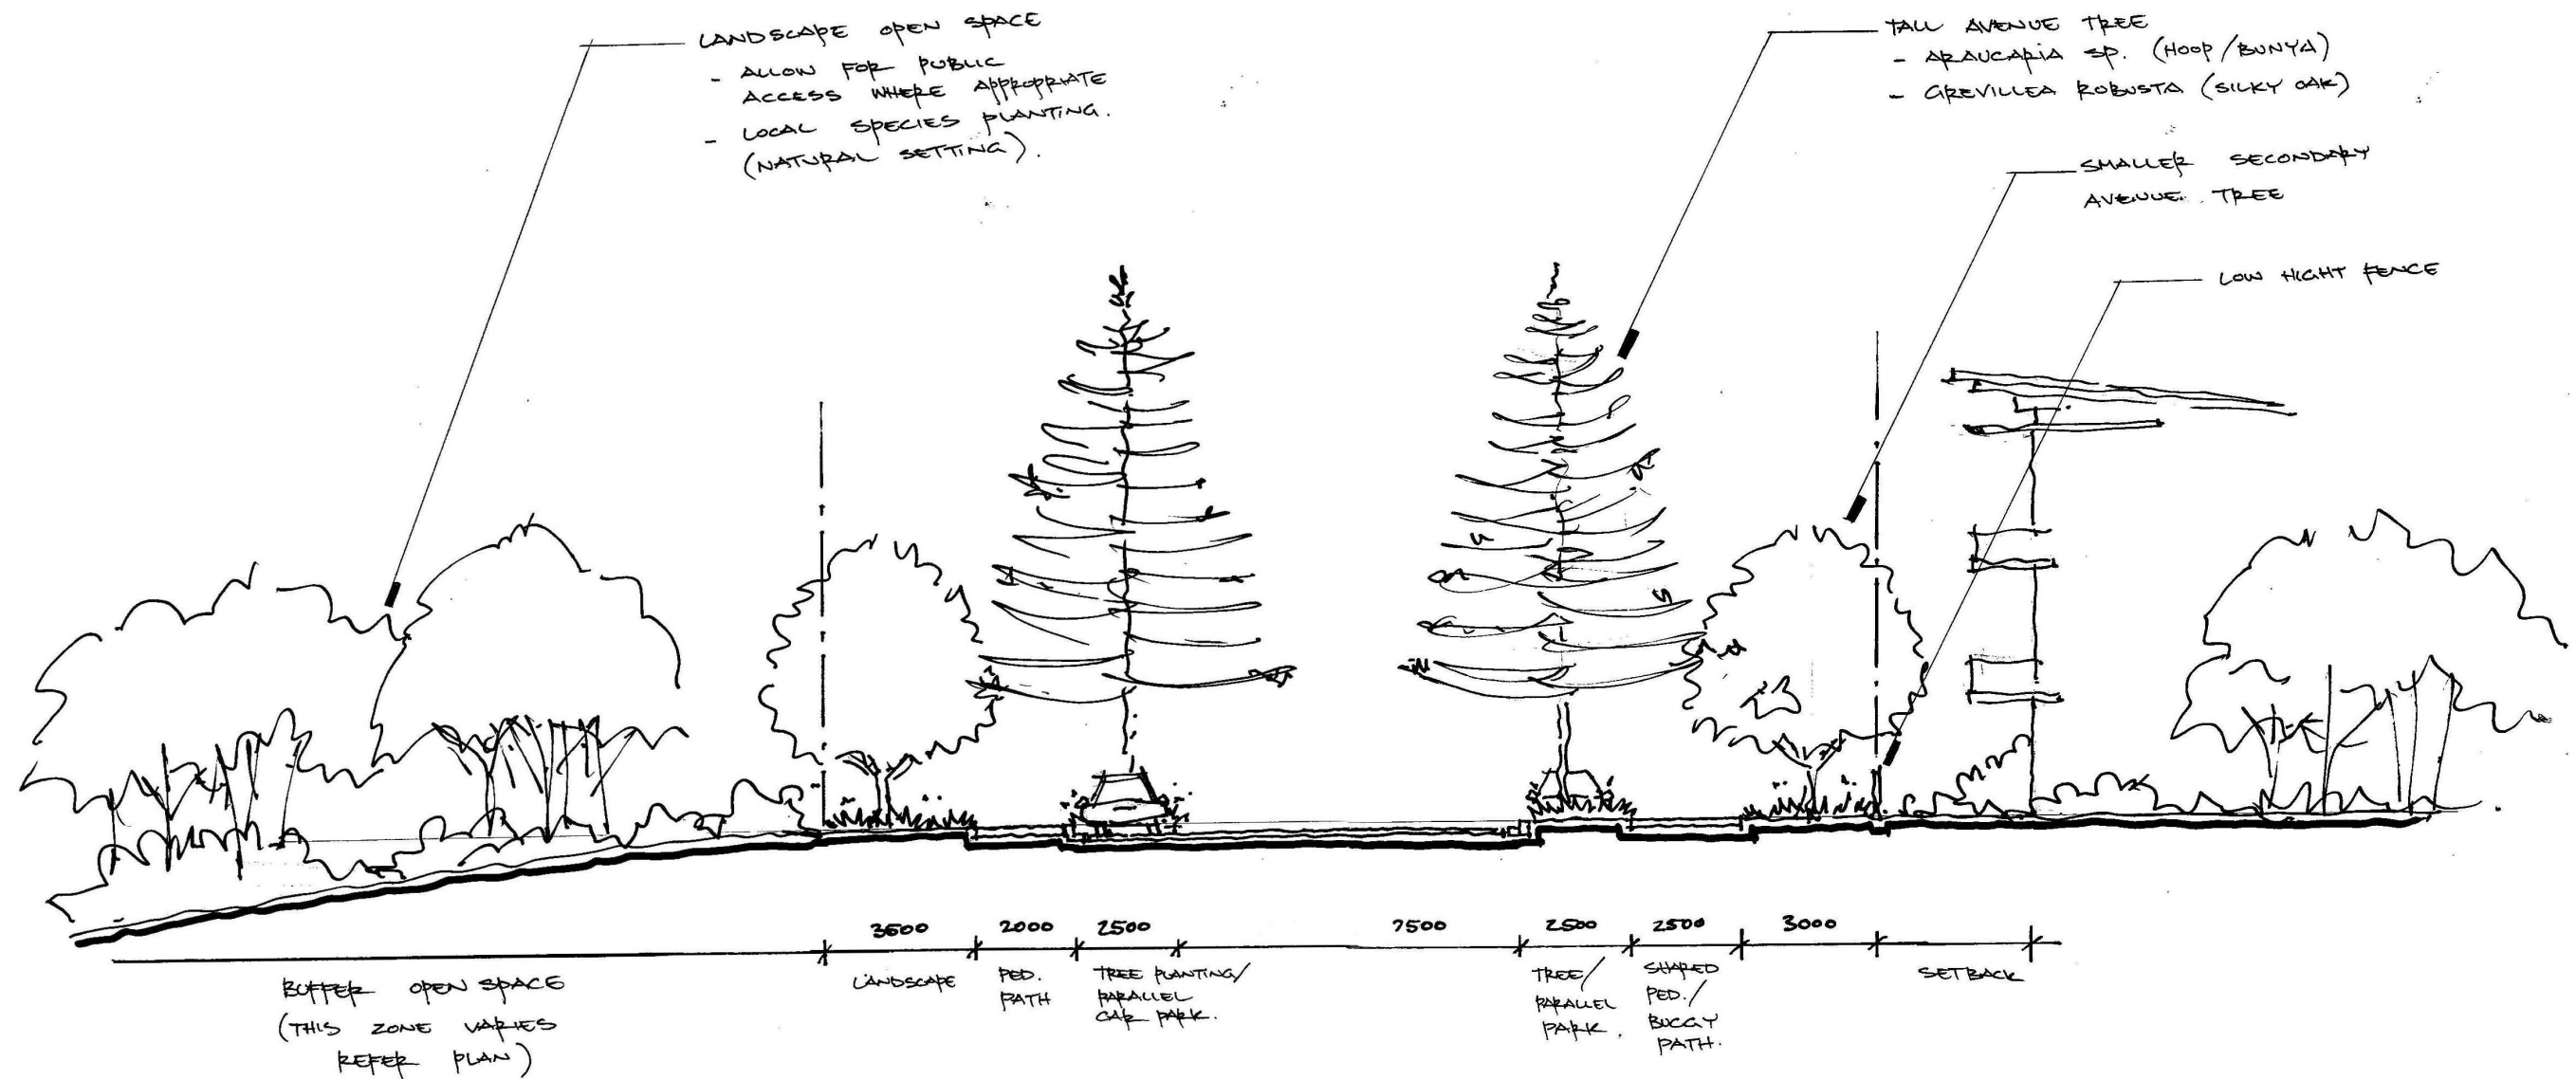 LANDSCAPE OPEN SPACE
- ALLOW FOR PUBLIC
ACCESS WHERE APPROPRIATE
- LOCAL SPECIES PLANTING.
(NATURAL SETTING).
TALL AVENUE TREE
- ARAUCARIA SP. (HOOP/BUNYA)
- GREVILLEA ROBUSTA (SILKY OAK)
SMALLER SECONDARY
AVENUE TREE
LOW HIGHT FENCE
3500
2000
2500
7500
2500
2500
3000
BUFFER OPEN SPACE
(THIS ZONE VARIES
REFER PLAN)
LANDSCAPE
PED.
PATH
TREE PLANTING/
PARALLEL
CAR PARK.
TREE/
PARALLEL
PARK.
SHARED
PED./
BUGGY
PATH.
SETBACK